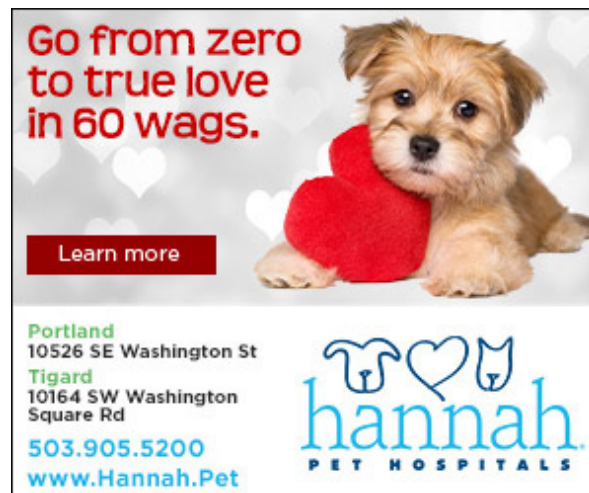 Go from zero
to true love
in 60 wags.
Learn more
Portland
10526 SE Washington St
Tigard
10164 SW Washington
Square Rd
503.905.5200
www.Hannah.Pet
hannah
PET HOSPITALS